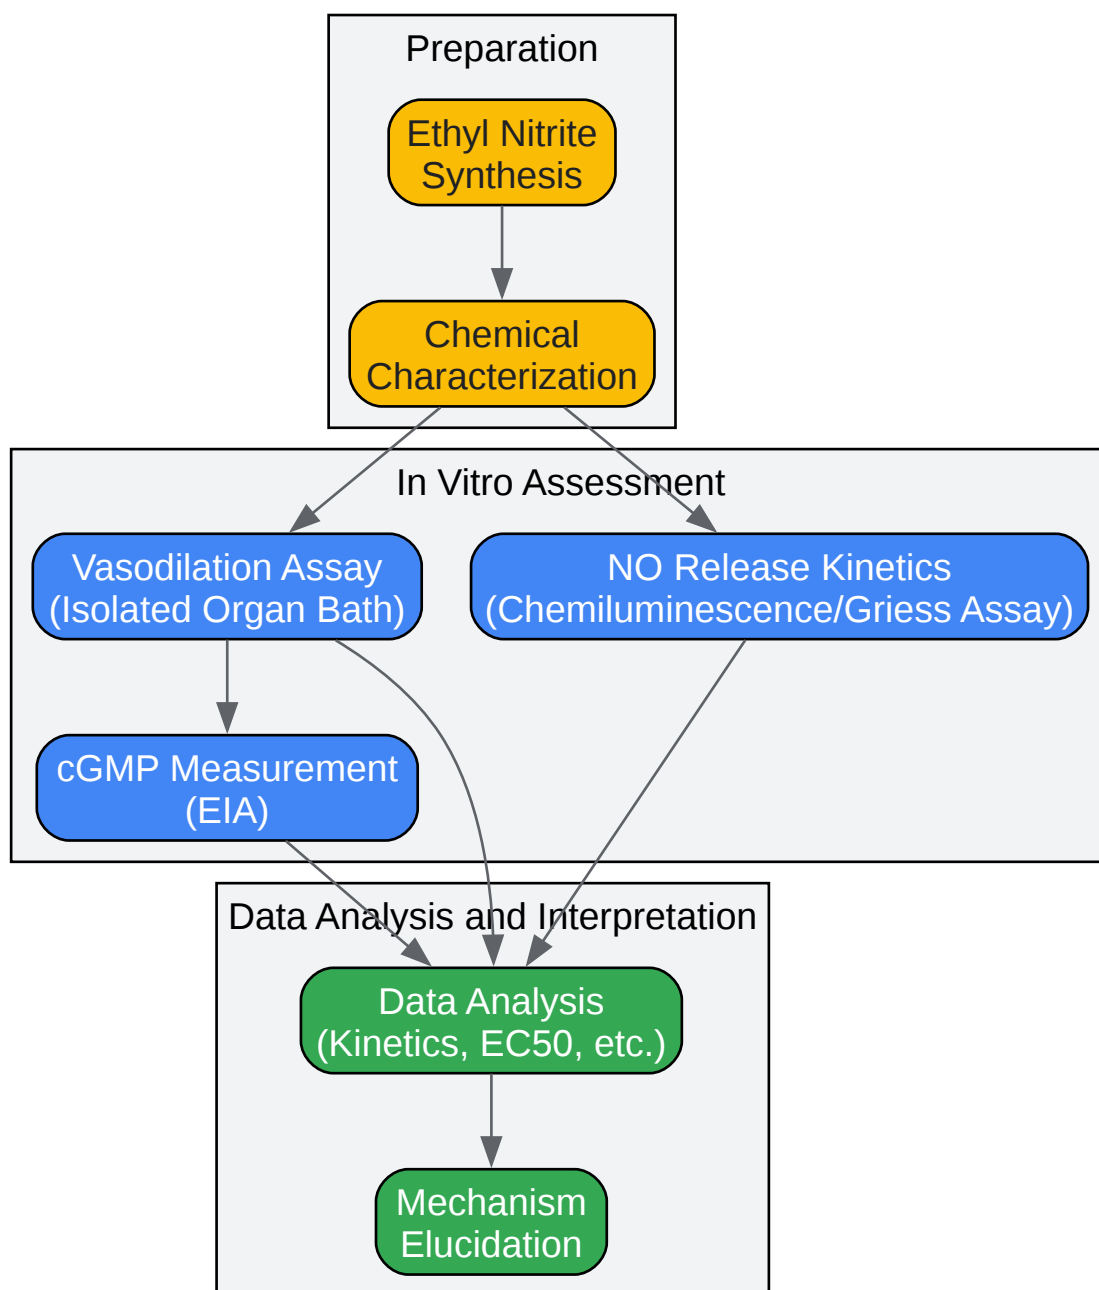 Preparation
Ethyl Nitrite
Synthesis
Chemical
Characterization
In Vitro Assessment
Vasodilation Assay
(Isolated Organ Bath)
NO Release Kinetics
(Chemiluminescence/Griess Assay)
cGMP Measurement
(EIA)
Data Analysis and Interpretation
Data Analysis
(Kinetics, EC50, etc.)
Mechanism
Elucidation